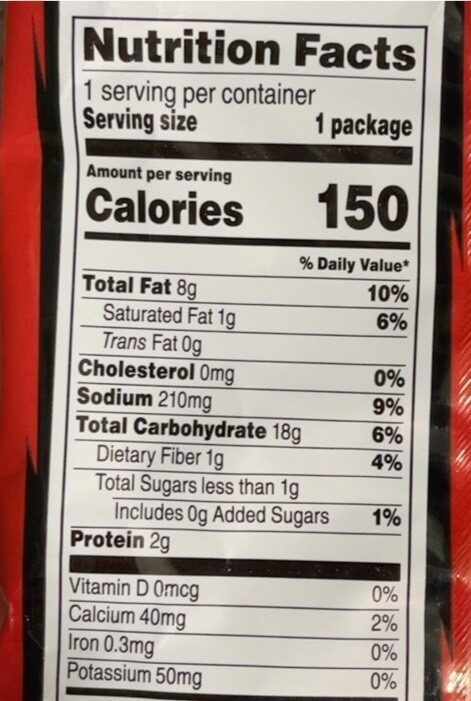 Nutrition Facts
1 serving per container
Serving size 1 package
Amount per serving
Calories 150
% Daily Value*
Total Fat 8g 10%
Saturated Fat 1g 6%
Trans Fat 0g
Cholesterol 0mg 0%
Sodium 210mg 9%
Total Carbohydrate 18g 6%
Dietary Fiber 1g 4%
Total Sugars less than 1g
Includes 0g Added Sugars 1%
Protein 2g
Vitamin D 0mcg 0%
Calcium 40mg 2%
Iron 0.3mg 0%
Potassium 50mg 0%